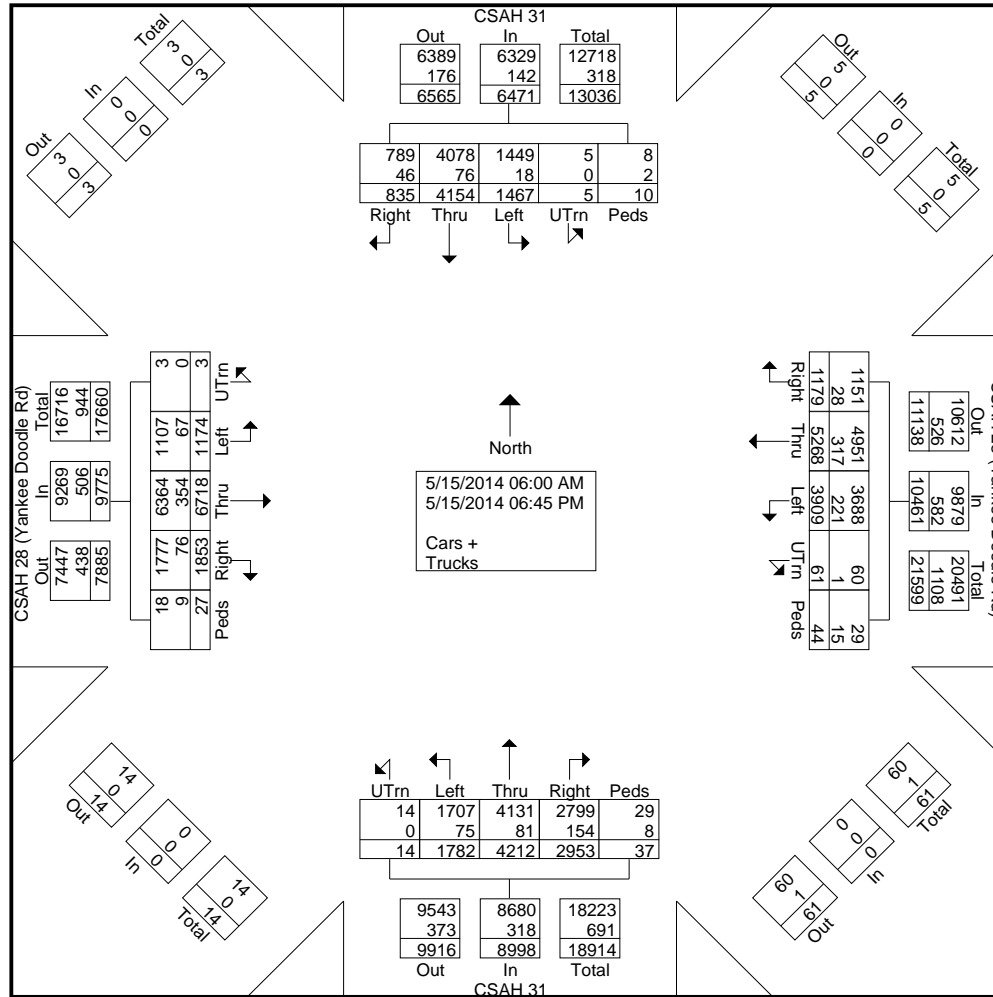 CSAH 31
Out In Total
6389 6329 12718
176 142 318
6565 6471 13036
789 4078 1449 5 8
46 76 18 0 2
835 4154 1467 5 10
Right Thru Left UTrn Peds
Total
3
0
3
In
0
0
0
Out
3
0
3
Out
5
0
5
In
0
0
0
Total
5
0
5
CSAH 28 (Yankee Doodle Rd)
Total
16716
944
17660
In
9269
506
9775
Out
7447
438
7885
3 0 3 UTrn
1107 67 1174 Left
6364 354 6718 Thru
1777 76 1853 Right
18 9 27 Peds
North
5/15/2014 06:00 AM
5/15/2014 06:45 PM
Cars +
Trucks
Right 1179 28 1151
Thru 5268 317 4951
Left 3909 221 3688
UTrn 61 1 60
Peds 44 15 29
Out
10612
526
11138
In
9879
582
10461
Total
20491
1108
21599
UTrn Left Thru Right Peds
14 1707 4131 2799 29
0 75 81 154 8
14 1782 4212 2953 37
9543 8680 18223
373 318 691
9916 8998 18914
Out In Total
CSAH 31
14
0
14
Out
0
0
0
In
14
0
14
Total
60
1
61
Total
0
0
0
In
60
1
61
Out